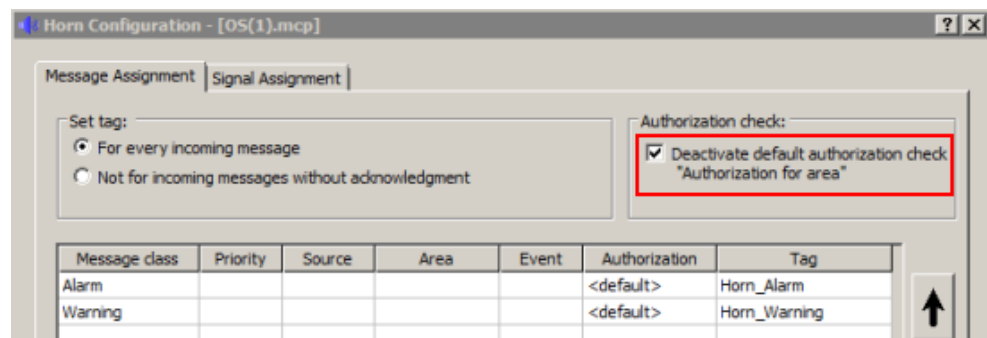 Horn Configuration - [OS(1).mcp]
Message Assignment Signal Assignment
Set tag:
For every incoming message
Not for incoming messages without acknowledgment
Authorization check:
Deactivate default authorization check
"Authorization for area"
Message class Priority Source Area Event Authorization Tag
Alarm <default> Horn_Alarm
Warning <default> Horn_Warning